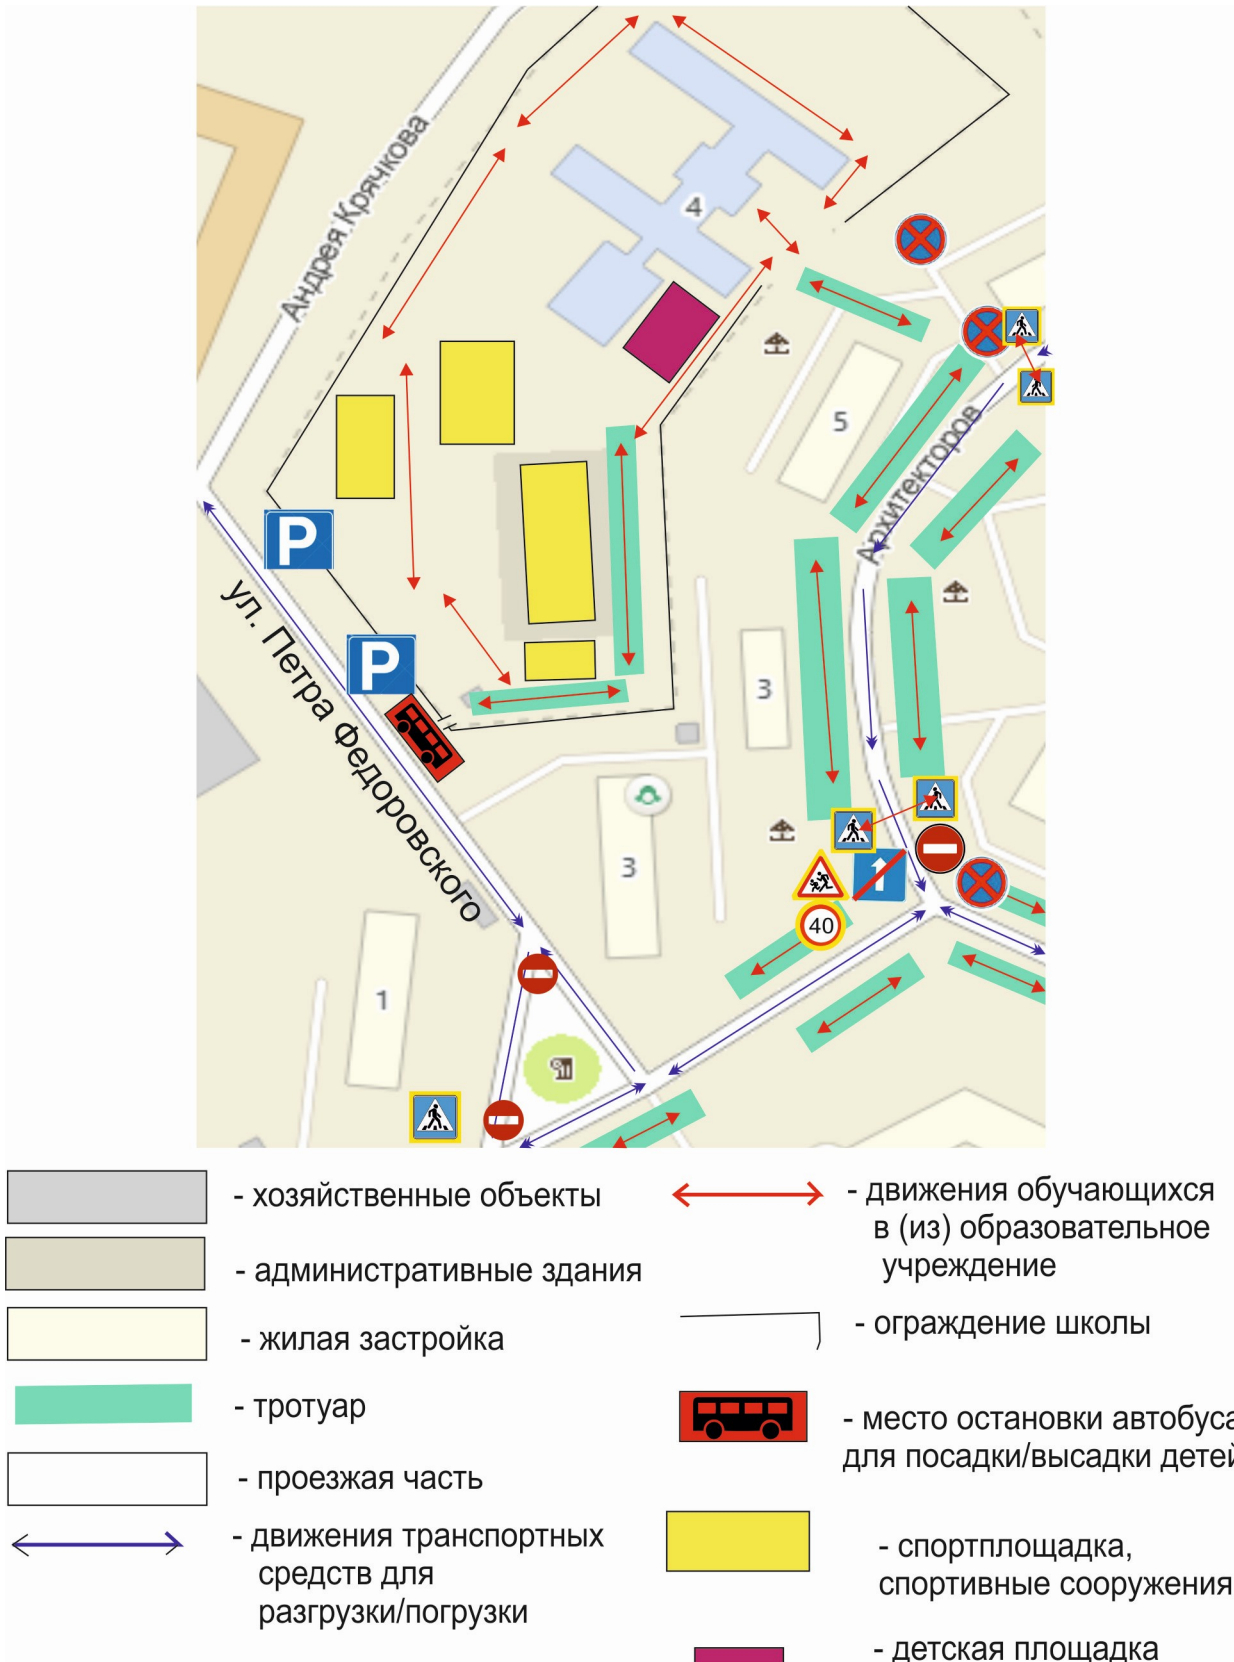 Андрея Крячкова
4
5
Архитекторов
P
ул. Петра Федоровского
P
3
3
40
1
- хозяйственные объекты
- административные здания
- жилая застройка
- тротуар
- проезжая часть
- движения транспортных
средств для
разгрузки/погрузки
- движения обучающихся
в (из) образовательное
учреждение
- ограждение школы
- место остановки автобуса
для посадки/высадки детей
- спортплощадка,
спортивные сооружения
- детская площадка